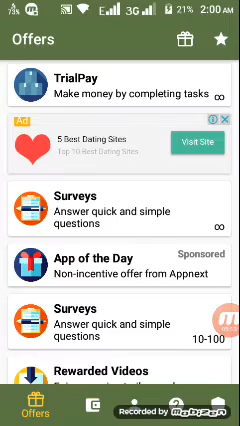 73% E 3G 21% 2:00 AM
Offers
TrialPay
Make money by completing tasks ∞
Ad
5 Best Dating Sites
Top 10 Best Dating Sites
Visit Site
Surveys
Answer quick and simple
questions ∞
App of the Day Sponsored
Non-incentive offer from Appnext
Surveys
Answer quick and simple
questions 10-100
Rewarded Videos
Offers
Recorded by mobizen